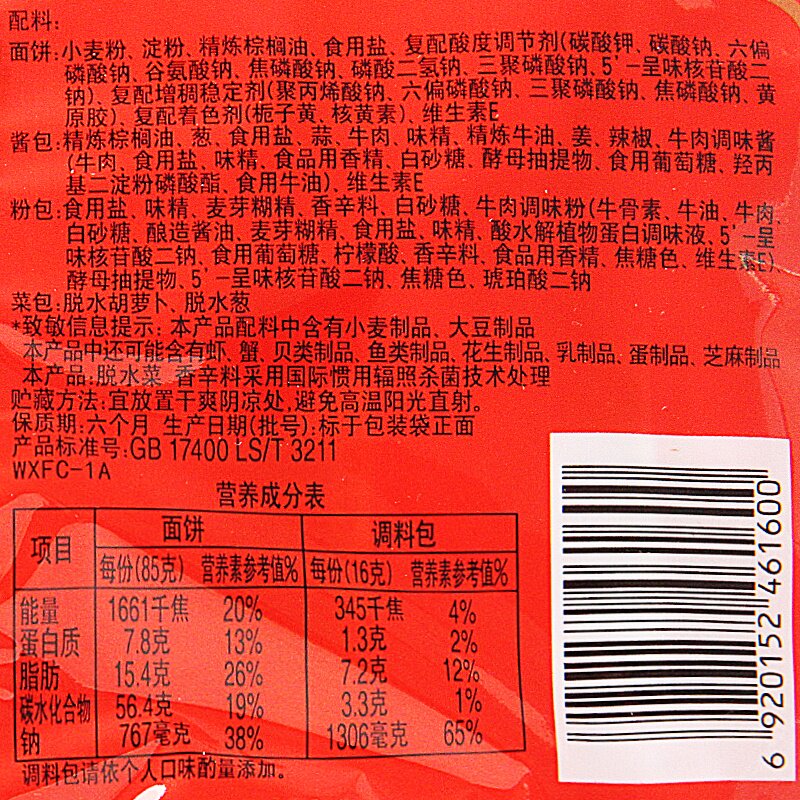 配料:
面饼:小麦粉、淀粉、精炼棕榈油、食用盐、复配酸度调节剂(碳酸钾、碳酸钠、六偏
磷酸钠、谷氨酸钠、焦磷酸钠、磷酸二氢钠、三聚磷酸钠、5'-呈味核苷酸二
钠)、复配增稠稳定剂(聚丙烯酸钠、六偏磷酸钠、三聚磷酸钠、焦磷酸钠、黄
原胶)、复配着色剂(栀子黄、核黄素)、维生素E
酱包:精炼棕榈油、葱、食用盐、蒜、牛肉、味精、精炼牛油、姜、辣椒、牛肉调味酱
(牛肉、食用盐、味精、食品用香精、白砂糖、酵母抽提物、食用葡萄糖、羟丙
基二淀粉磷酸酯、食用牛油)、维生素E
粉包:食用盐、味精、麦芽糊精、香辛料、白砂糖、牛肉调味粉(牛骨素、牛油、牛肉、
白砂糖、酿造酱油、麦芽糊精、食用盐、味精、酸水解植物蛋白调味液、5'-呈
味核苷酸二钠、食用葡萄糖、柠檬酸、香辛料、食品用香精、焦糖色、维生素E)、
酵母抽提物、5'-呈味核苷酸二钠、焦糖色、琥珀酸二钠
菜包:脱水胡萝卜、脱水葱
*致敏信息提示: 本产品配料中含有小麦制品、大豆制品
本产品中还可能含有虾、蟹、贝类制品、鱼类制品、花生制品、乳制品、蛋制品、芝麻制品
本产品:脱水菜、香辛料采用国际惯用辐照杀菌技术处理
贮藏方法:宜放置干爽阴凉处,避免高温阳光直射。
保质期:六个月 生产日期(批号):标于包装袋正面
产品标准号:GB 17400 LS/T 3211
WXFC-1A
营养成分表
项目 面饼 调料包
每份(85克) 营养素参考值% 每份(16克) 营养素参考值%
能量 1661千焦 20% 345千焦 4%
蛋白质 7.8克 13% 1.3克 2%
脂肪 15.4克 26% 7.2克 12%
碳水化合物 56.4克 19% 3.3克 1%
钠 767毫克 38% 1306毫克 65%
调料包请依个人口味酌量添加。
6 920152 461600